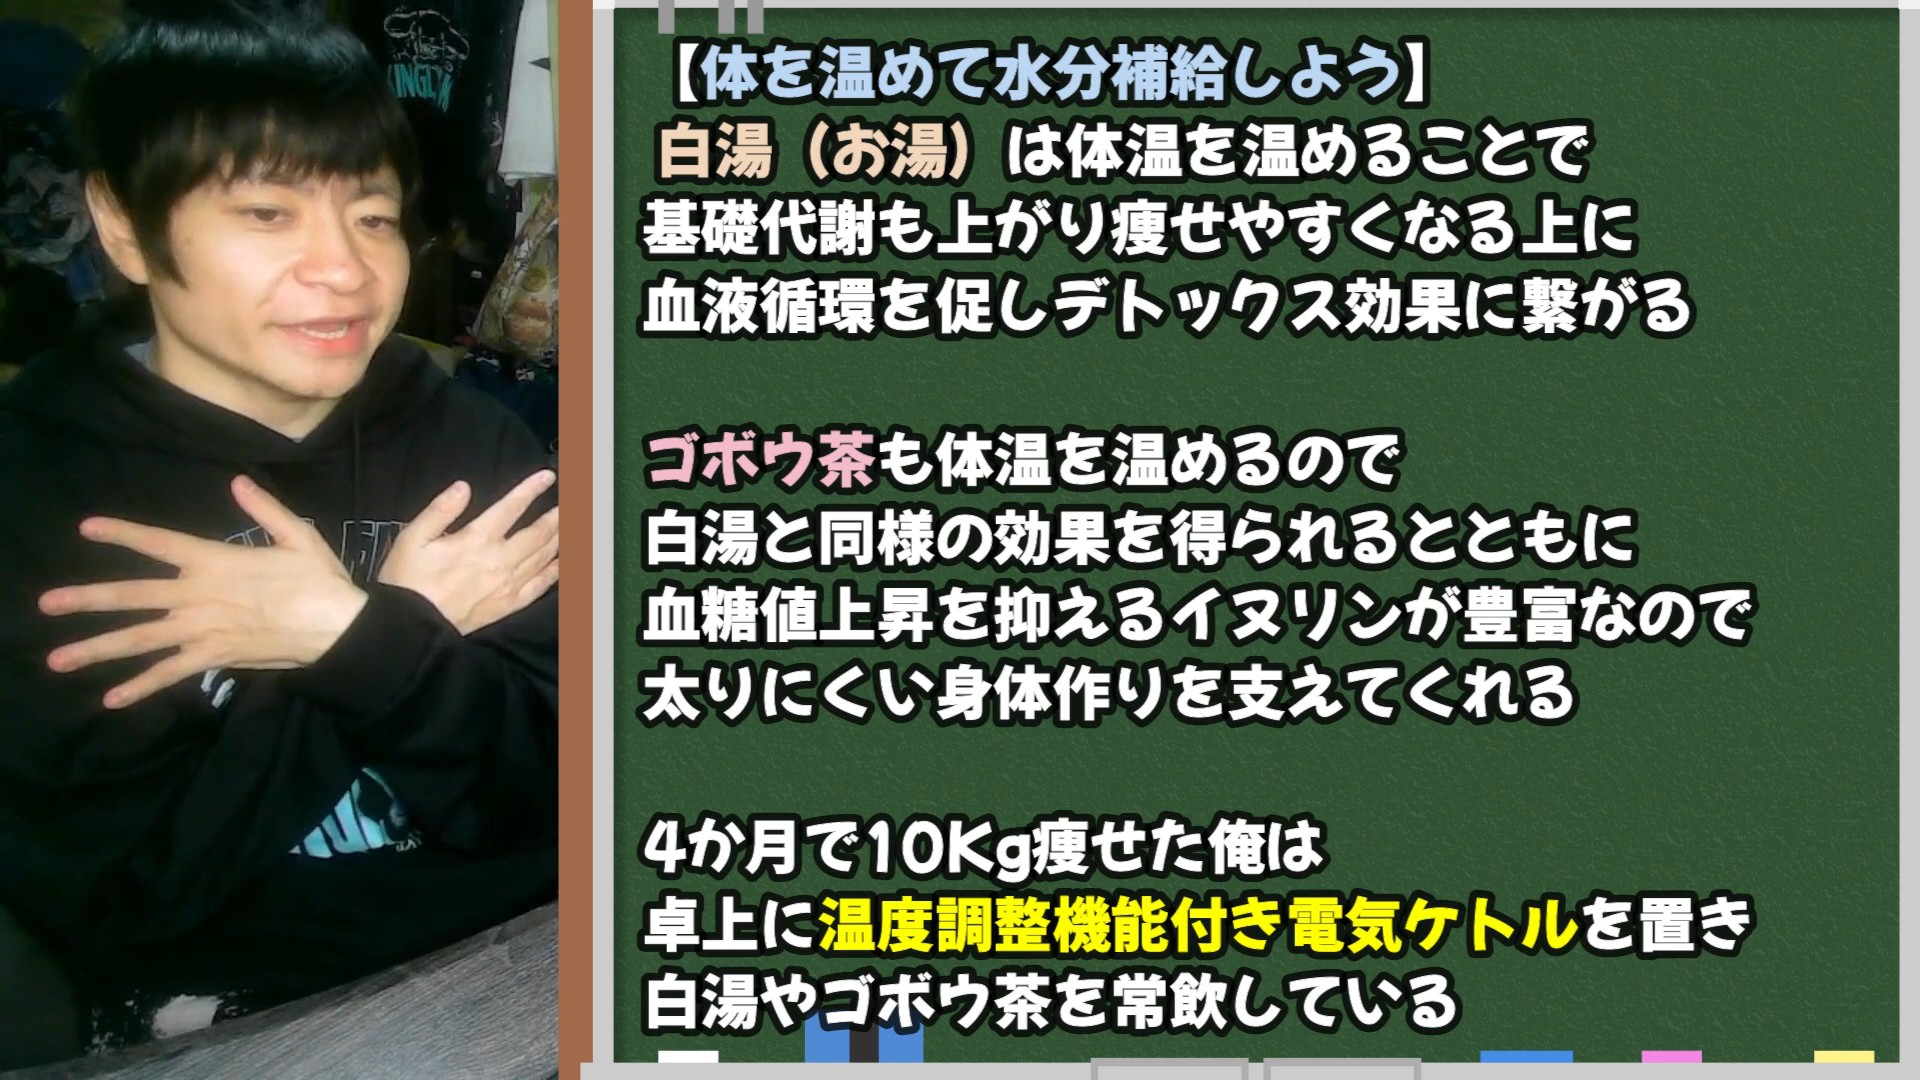 【体を温めて水分補給しよう】
白湯（お湯）は体温を温めることで
基礎代謝も上がり痩せやすくなる上に
血液循環を促しデトックス効果に繋がる
ゴボウ茶も体温を温めるので
白湯と同様の効果を得られるとともに
血糖値上昇を抑えるイヌリンが豊富なので
太りにくい身体作りを支えてくれる
4か月で10Kg痩せた俺は
卓上に温度調整機能付き電気ケトルを置き
白湯やゴボウ茶を常飲している